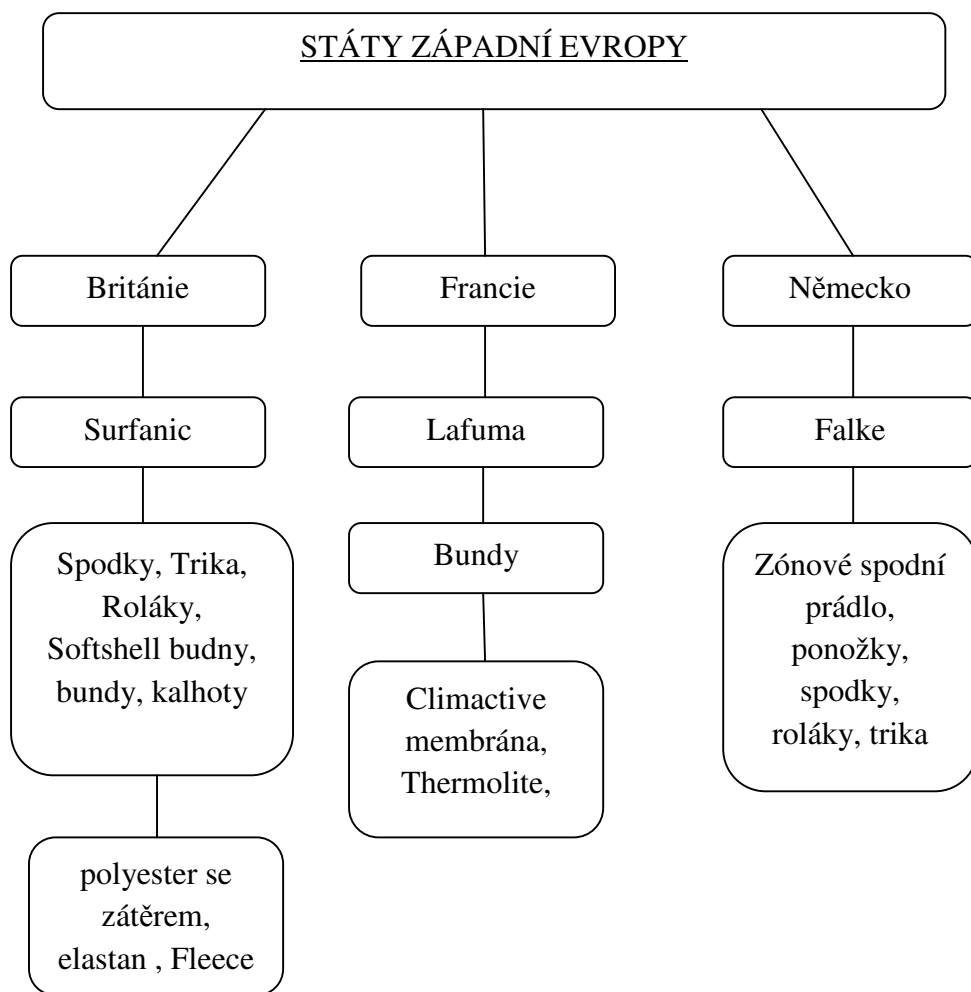 STÁTY ZÁPADNÍ EVROPY
Británie
Francie
Německo
Surfanic
Lafuma
Falke
Spodky, Trika,
Roláky,
Softshell budny,
bundy, kalhoty
Bundy
Zónové spodní
prádlo,
ponožky,
spodky,
roláky, trika
Climactive
membrána,
Thermolite,
polyester se
zátěrem,
elastan , Fleece